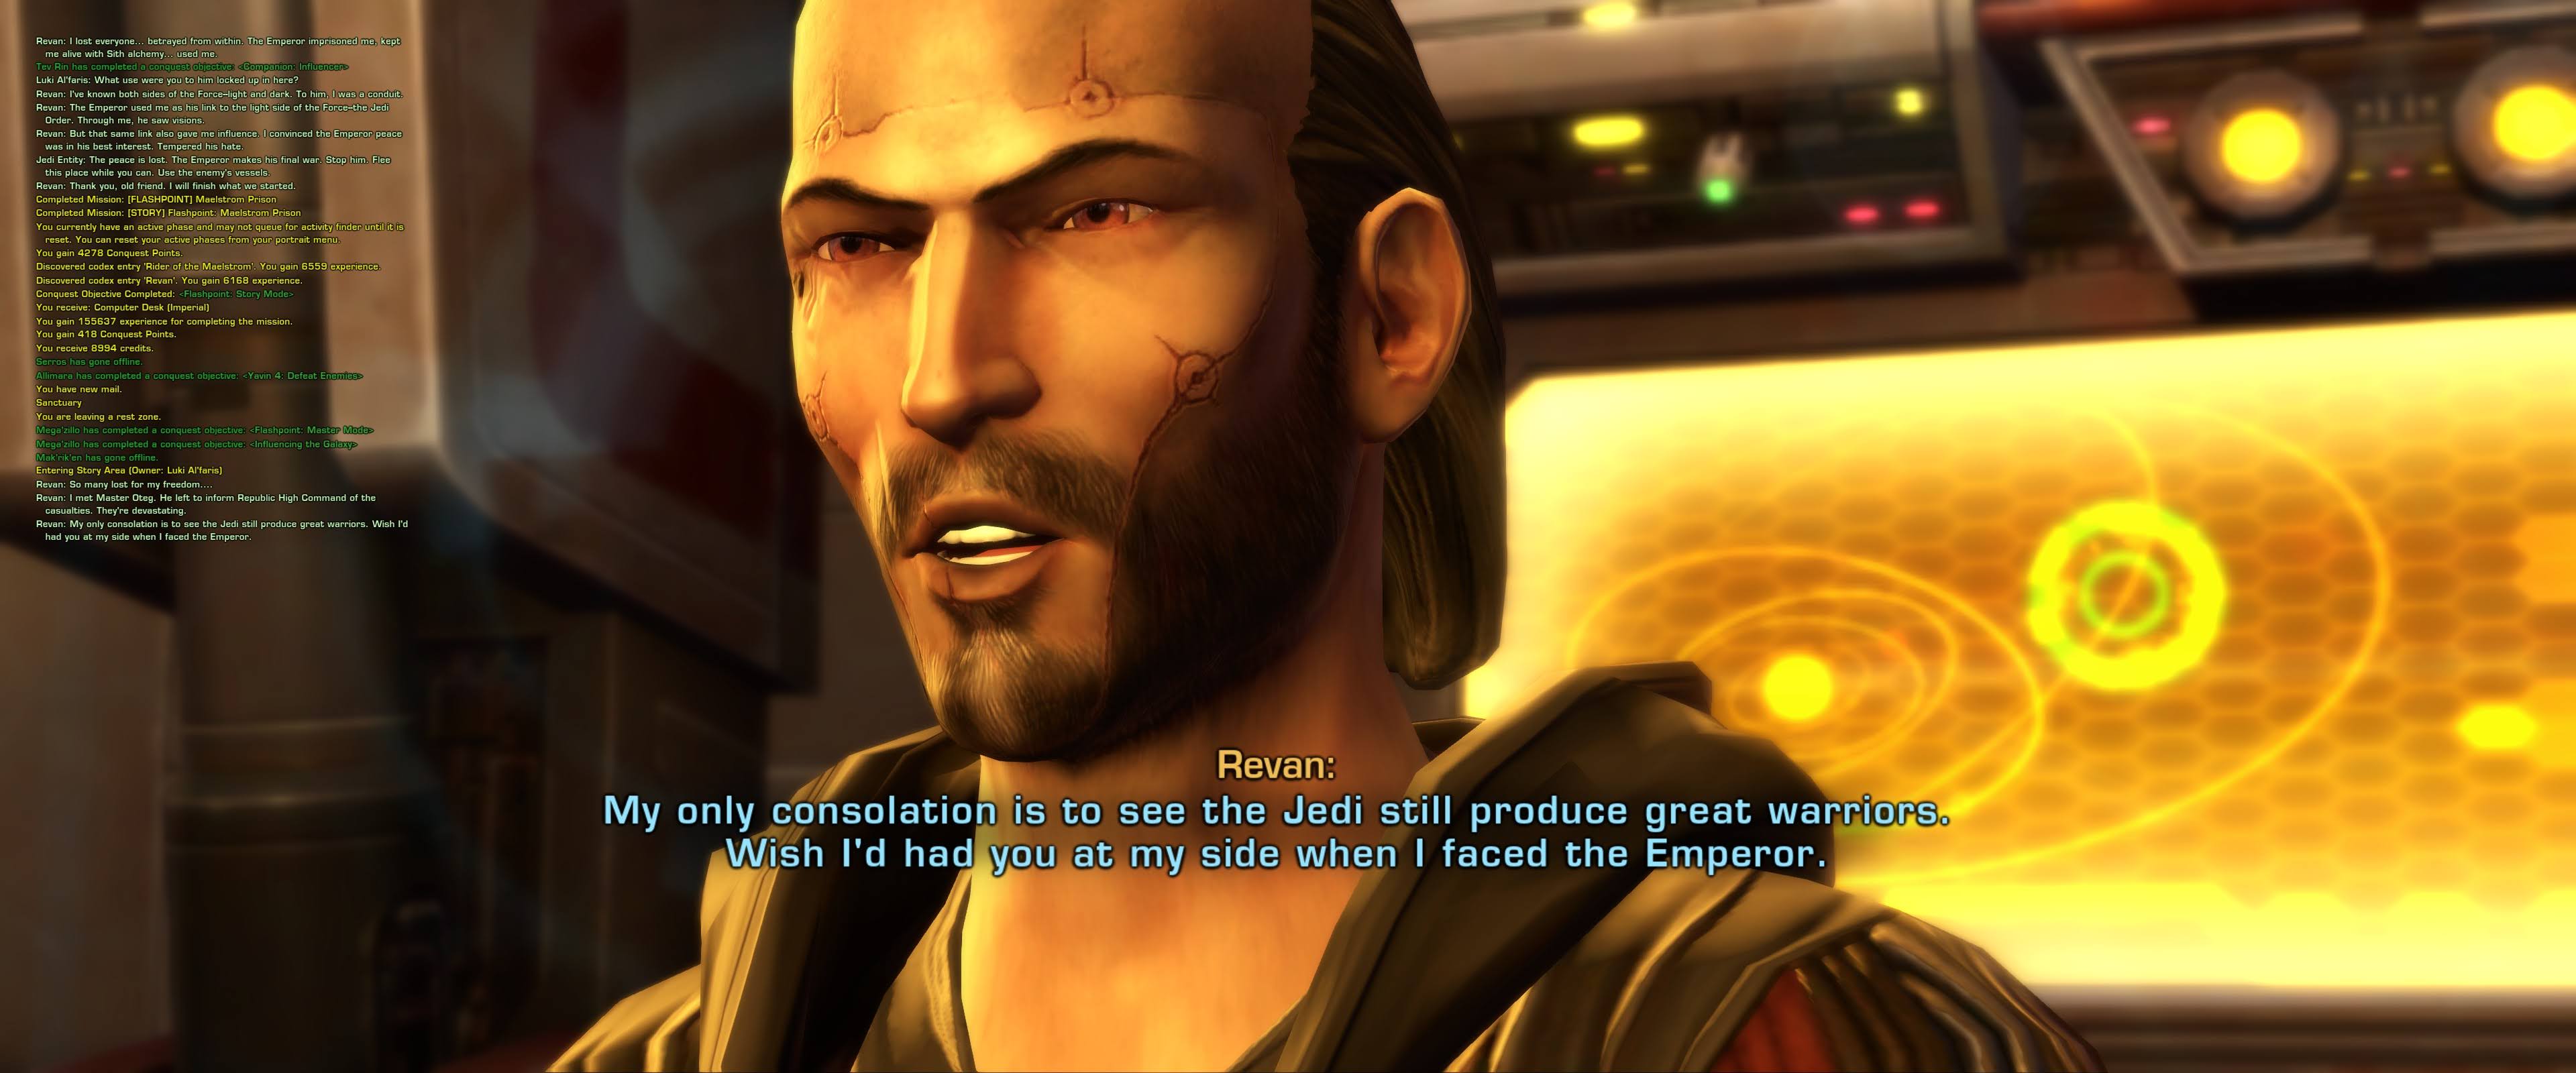 Revan: I lost everyone... betrayed from within. The Emperor imprisoned me, kept
me alive with Sith alchemy... used me.
Tev Rin has completed a conquest objective: <Companion: Influencer>
Luki Al'faris: What use were you to him locked up in here?
Revan: I've known both sides of the Force–light and dark. To him, I was a conduit.
Revan: The Emperor used me as his link to the light side of the Force–the Jedi
Order. Through me, he saw visions.
Revan: But that same link also gave me influence. I convinced the Emperor peace
was in his best interest. Tempered his hate.
Jedi Entity: The peace is lost. The Emperor makes his final war. Stop him. Flee
this place while you can. Use the enemy's vessels.
Revan: Thank you, old friend. I will finish what we started.
Completed Mission: [FLASHPOINT] Maelstrom Prison
Completed Mission: [STORY] Flashpoint: Maelstrom Prison
You currently have an active phase and may not queue for activity finder until it is
reset. You can reset your active phases from your portrait menu.
You gain 4278 Conquest Points.
Discovered codex entry 'Rider of the Maelstrom'. You gain 6559 experience.
Discovered codex entry 'Revan'. You gain 6168 experience.
Conquest Objective Completed: <Flashpoint: Story Mode>
You receive: Computer Desk (Imperial)
You gain 155637 experience for completing the mission.
You gain 418 Conquest Points.
You receive 8994 credits.
Serros has gone offline.
Allimara has completed a conquest objective: <Yavin 4: Defeat Enemies>
You have new mail.
Sanctuary
You are leaving a rest zone.
Mega'zillo has completed a conquest objective: <Flashpoint: Master Mode>
Mega'zillo has completed a conquest objective: <Influencing the Galaxy>
Mak'rik'en has gone offline.
Entering Story Area (Owner: Luki Al'faris)
Revan: So many lost for my freedom....
Revan: I met Master Oteg. He left to inform Republic High Command of the
casualties. They're devastating.
Revan: My only consolation is to see the Jedi still produce great warriors. Wish I'd
had you at my side when I faced the Emperor.
Revan:
My only consolation is to see the Jedi still produce great warriors.
Wish I'd had you at my side when I faced the Emperor.